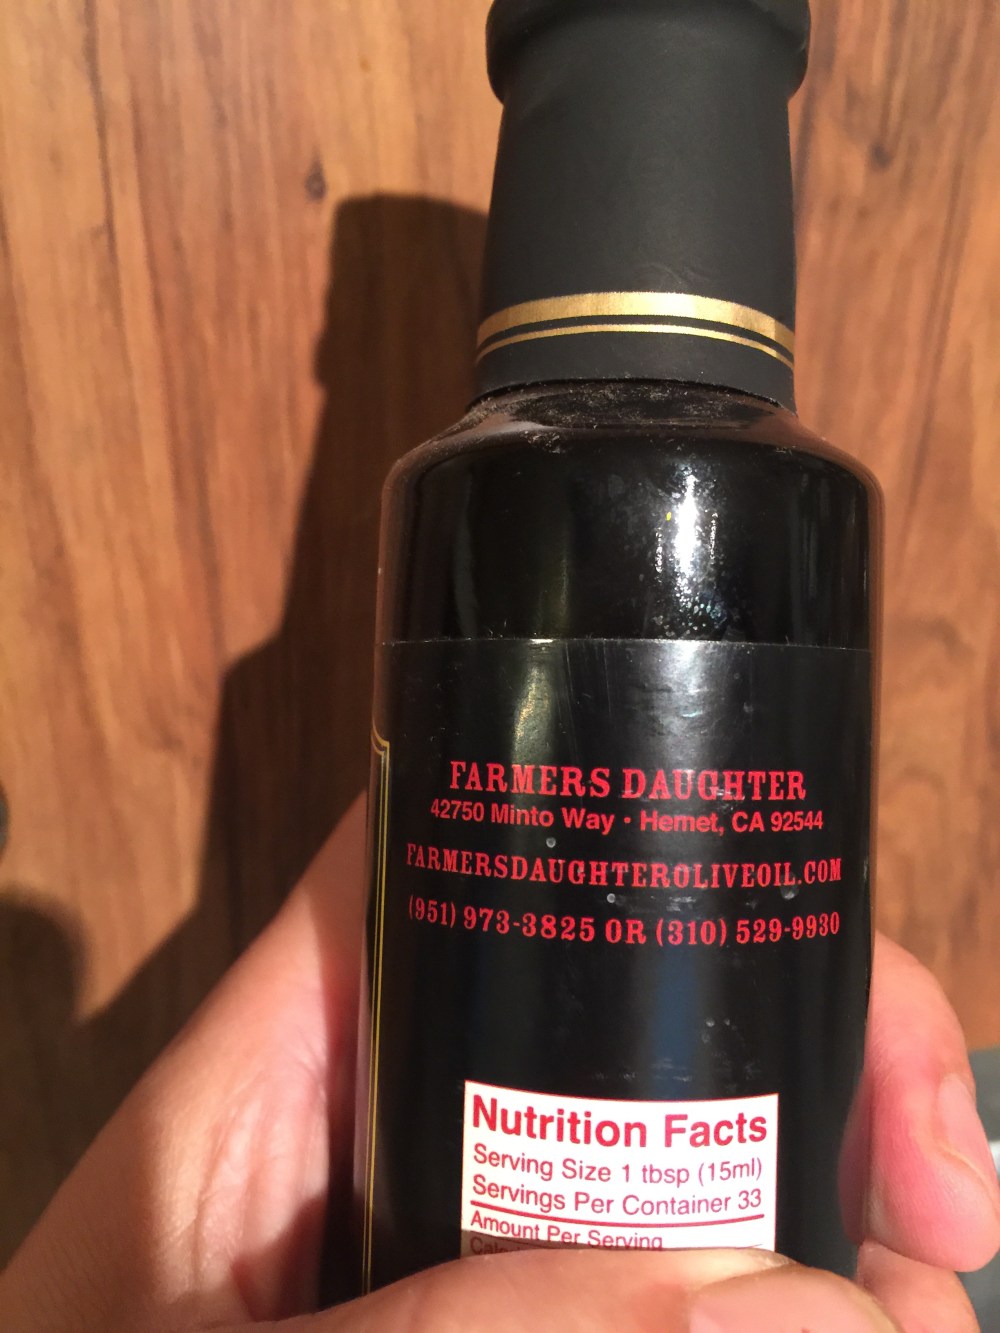 FARMERS DAUGHTER
42750 Minto Way • Hemet, CA 92544
FARMERSDAUGHTEROLIVEOIL.COM
(951) 973-3825 OR (310) 529-9930
Nutrition Facts
Serving Size 1 tbsp (15ml)
Servings Per Container 33
Amount Per Serving